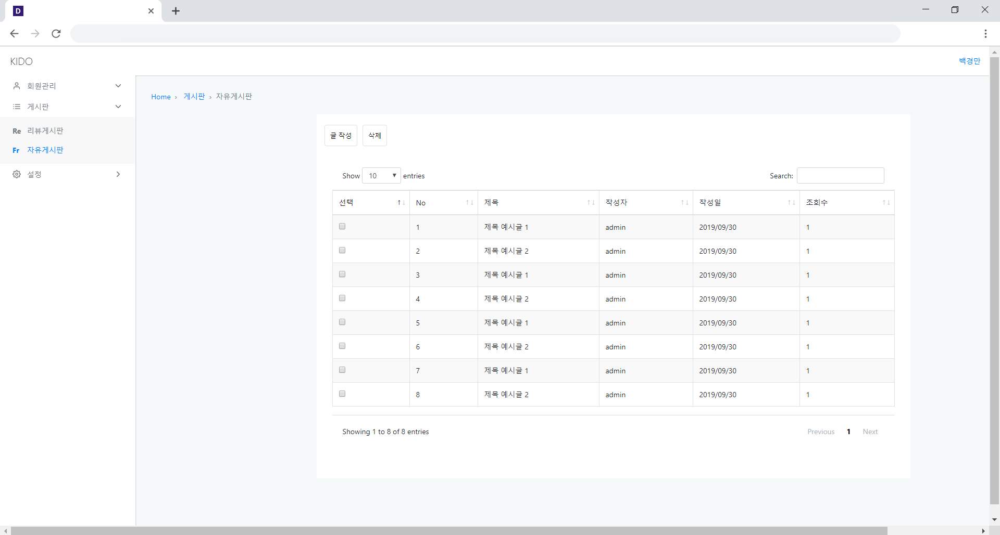 D
KIDO
백경만
회원관리
게시판
Re 리뷰게시판
Fr 자유게시판
설정
Home › 게시판 › 자유게시판
글 작성 삭제
Show 10 entries Search:
선택 No 제목 작성자 작성일 조회수
1 제목 예시글 1 admin 2019/09/30 1
2 제목 예시글 2 admin 2019/09/30 1
3 제목 예시글 1 admin 2019/09/30 1
4 제목 예시글 2 admin 2019/09/30 1
5 제목 예시글 1 admin 2019/09/30 1
6 제목 예시글 2 admin 2019/09/30 1
7 제목 예시글 1 admin 2019/09/30 1
8 제목 예시글 2 admin 2019/09/30 1
Showing 1 to 8 of 8 entries Previous 1 Next